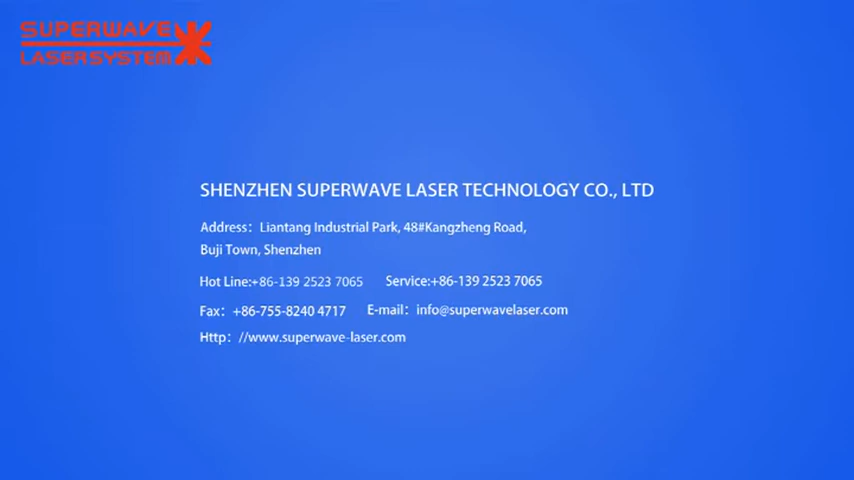 SUPERWAVE
LASER SYSTEM
SHENZHEN SUPERWAVE LASER TECHNOLOGY CO., LTD
Address： Liantang Industrial Park, 48#Kangzheng Road,
Buji Town, Shenzhen
Hot Line:+86-139 2523 7065 Service:+86-139 2523 7065
Fax： +86-755-8240 4717 E-mail： info@superwavelaser.com
Http： //www.superwave-laser.com